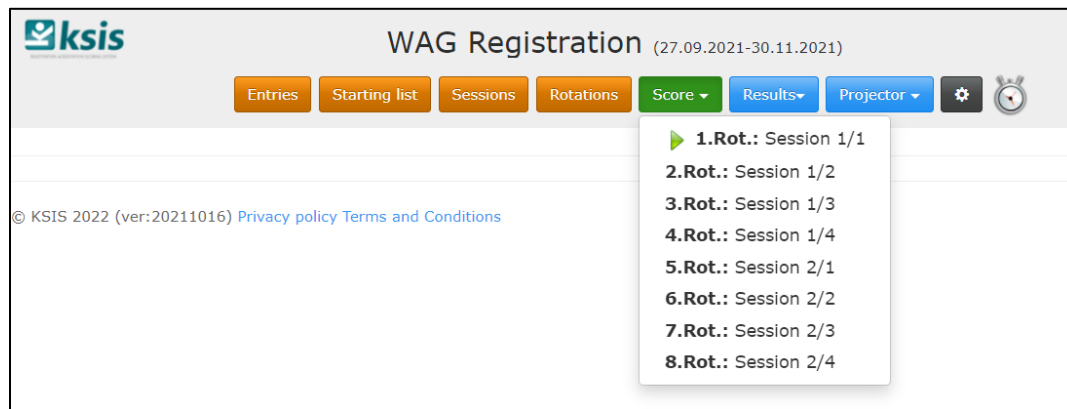 ksis
WAG Registration (27.09.2021-30.11.2021)
Entries Starting list Sessions Rotations Score Results Projector
1.Rot.: Session 1/1
2.Rot.: Session 1/2
3.Rot.: Session 1/3
4.Rot.: Session 1/4
5.Rot.: Session 2/1
6.Rot.: Session 2/2
7.Rot.: Session 2/3
8.Rot.: Session 2/4
© KSIS 2022 (ver:20211016) Privacy policy Terms and Conditions